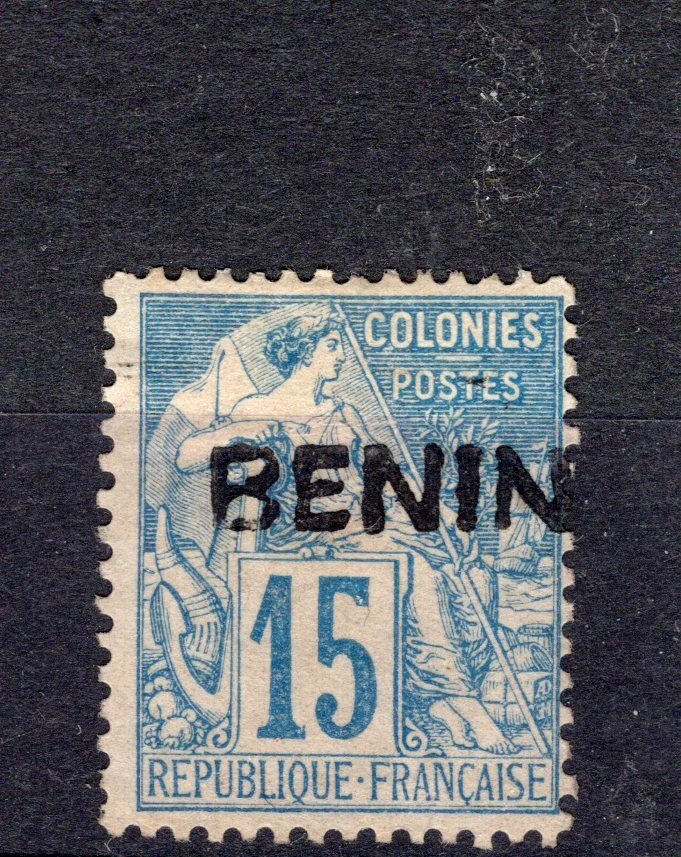 COLONIES
POSTES
BENIN
15
REPUBLIQUE·FRANÇAISE